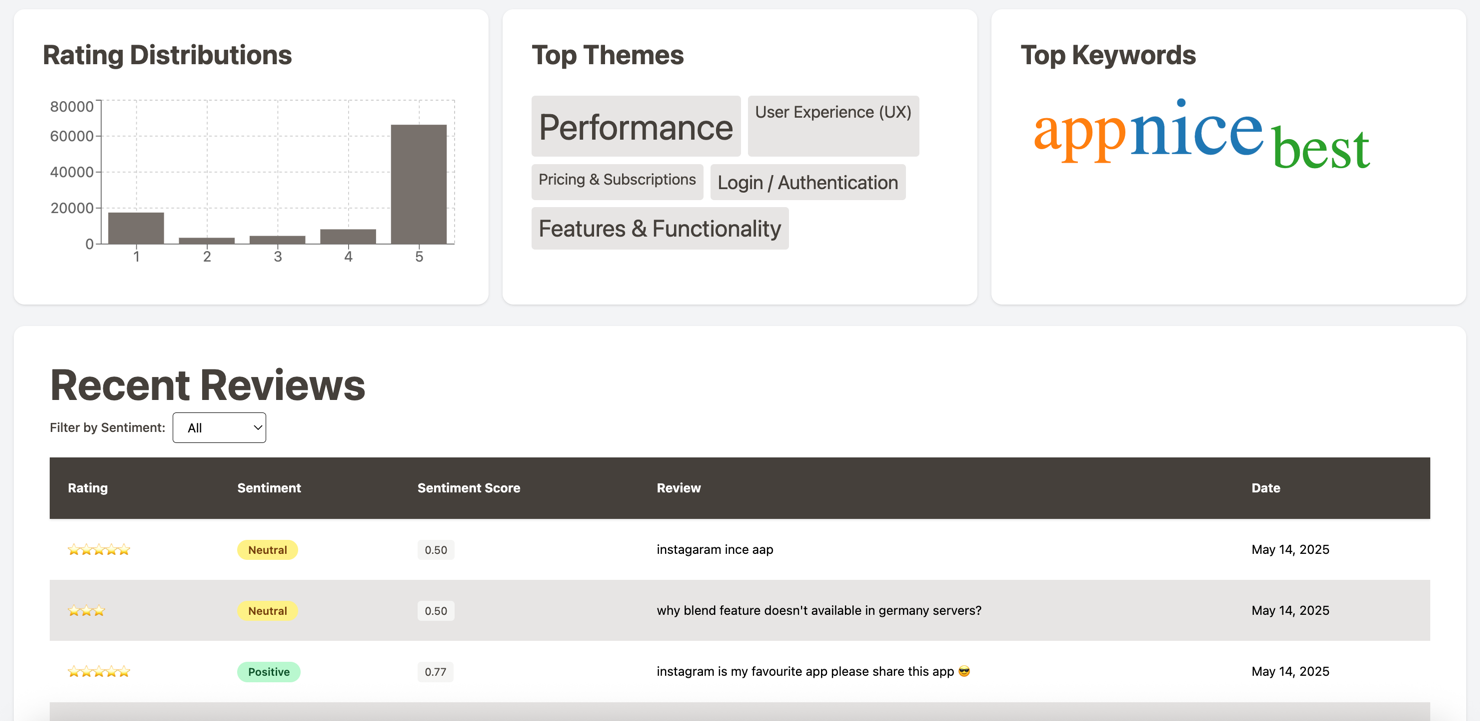 Rating Distributions
80000
60000
40000
20000
0
1 2 3 4 5
Top Themes
Performance User Experience (UX)
Pricing & Subscriptions Login / Authentication
Features & Functionality
Top Keywords
app nice best
Recent Reviews
Filter by Sentiment: All
Rating Sentiment Sentiment Score Review Date
Neutral 0.50 instagaram ince aap May 14, 2025
Neutral 0.50 why blend feature doesn't available in germany servers? May 14, 2025
Positive 0.77 instagram is my favourite app please share this app 😎 May 14, 2025